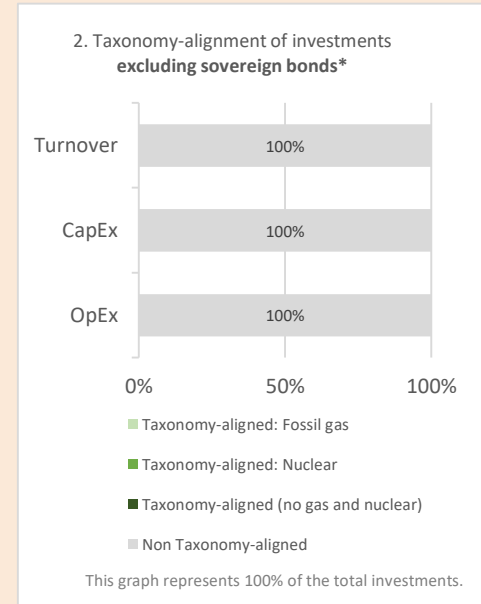 2. Taxonomy-alignment of investments
excluding sovereign bonds*
Turnover
100%
CapEx
100%
OpEx
100%
0%
50%
100%
Taxonomy-aligned: Fossil gas
Taxonomy-aligned: Nuclear
Taxonomy-aligned (no gas and nuclear)
Non Taxonomy-aligned
This graph represents 100% of the total investments.